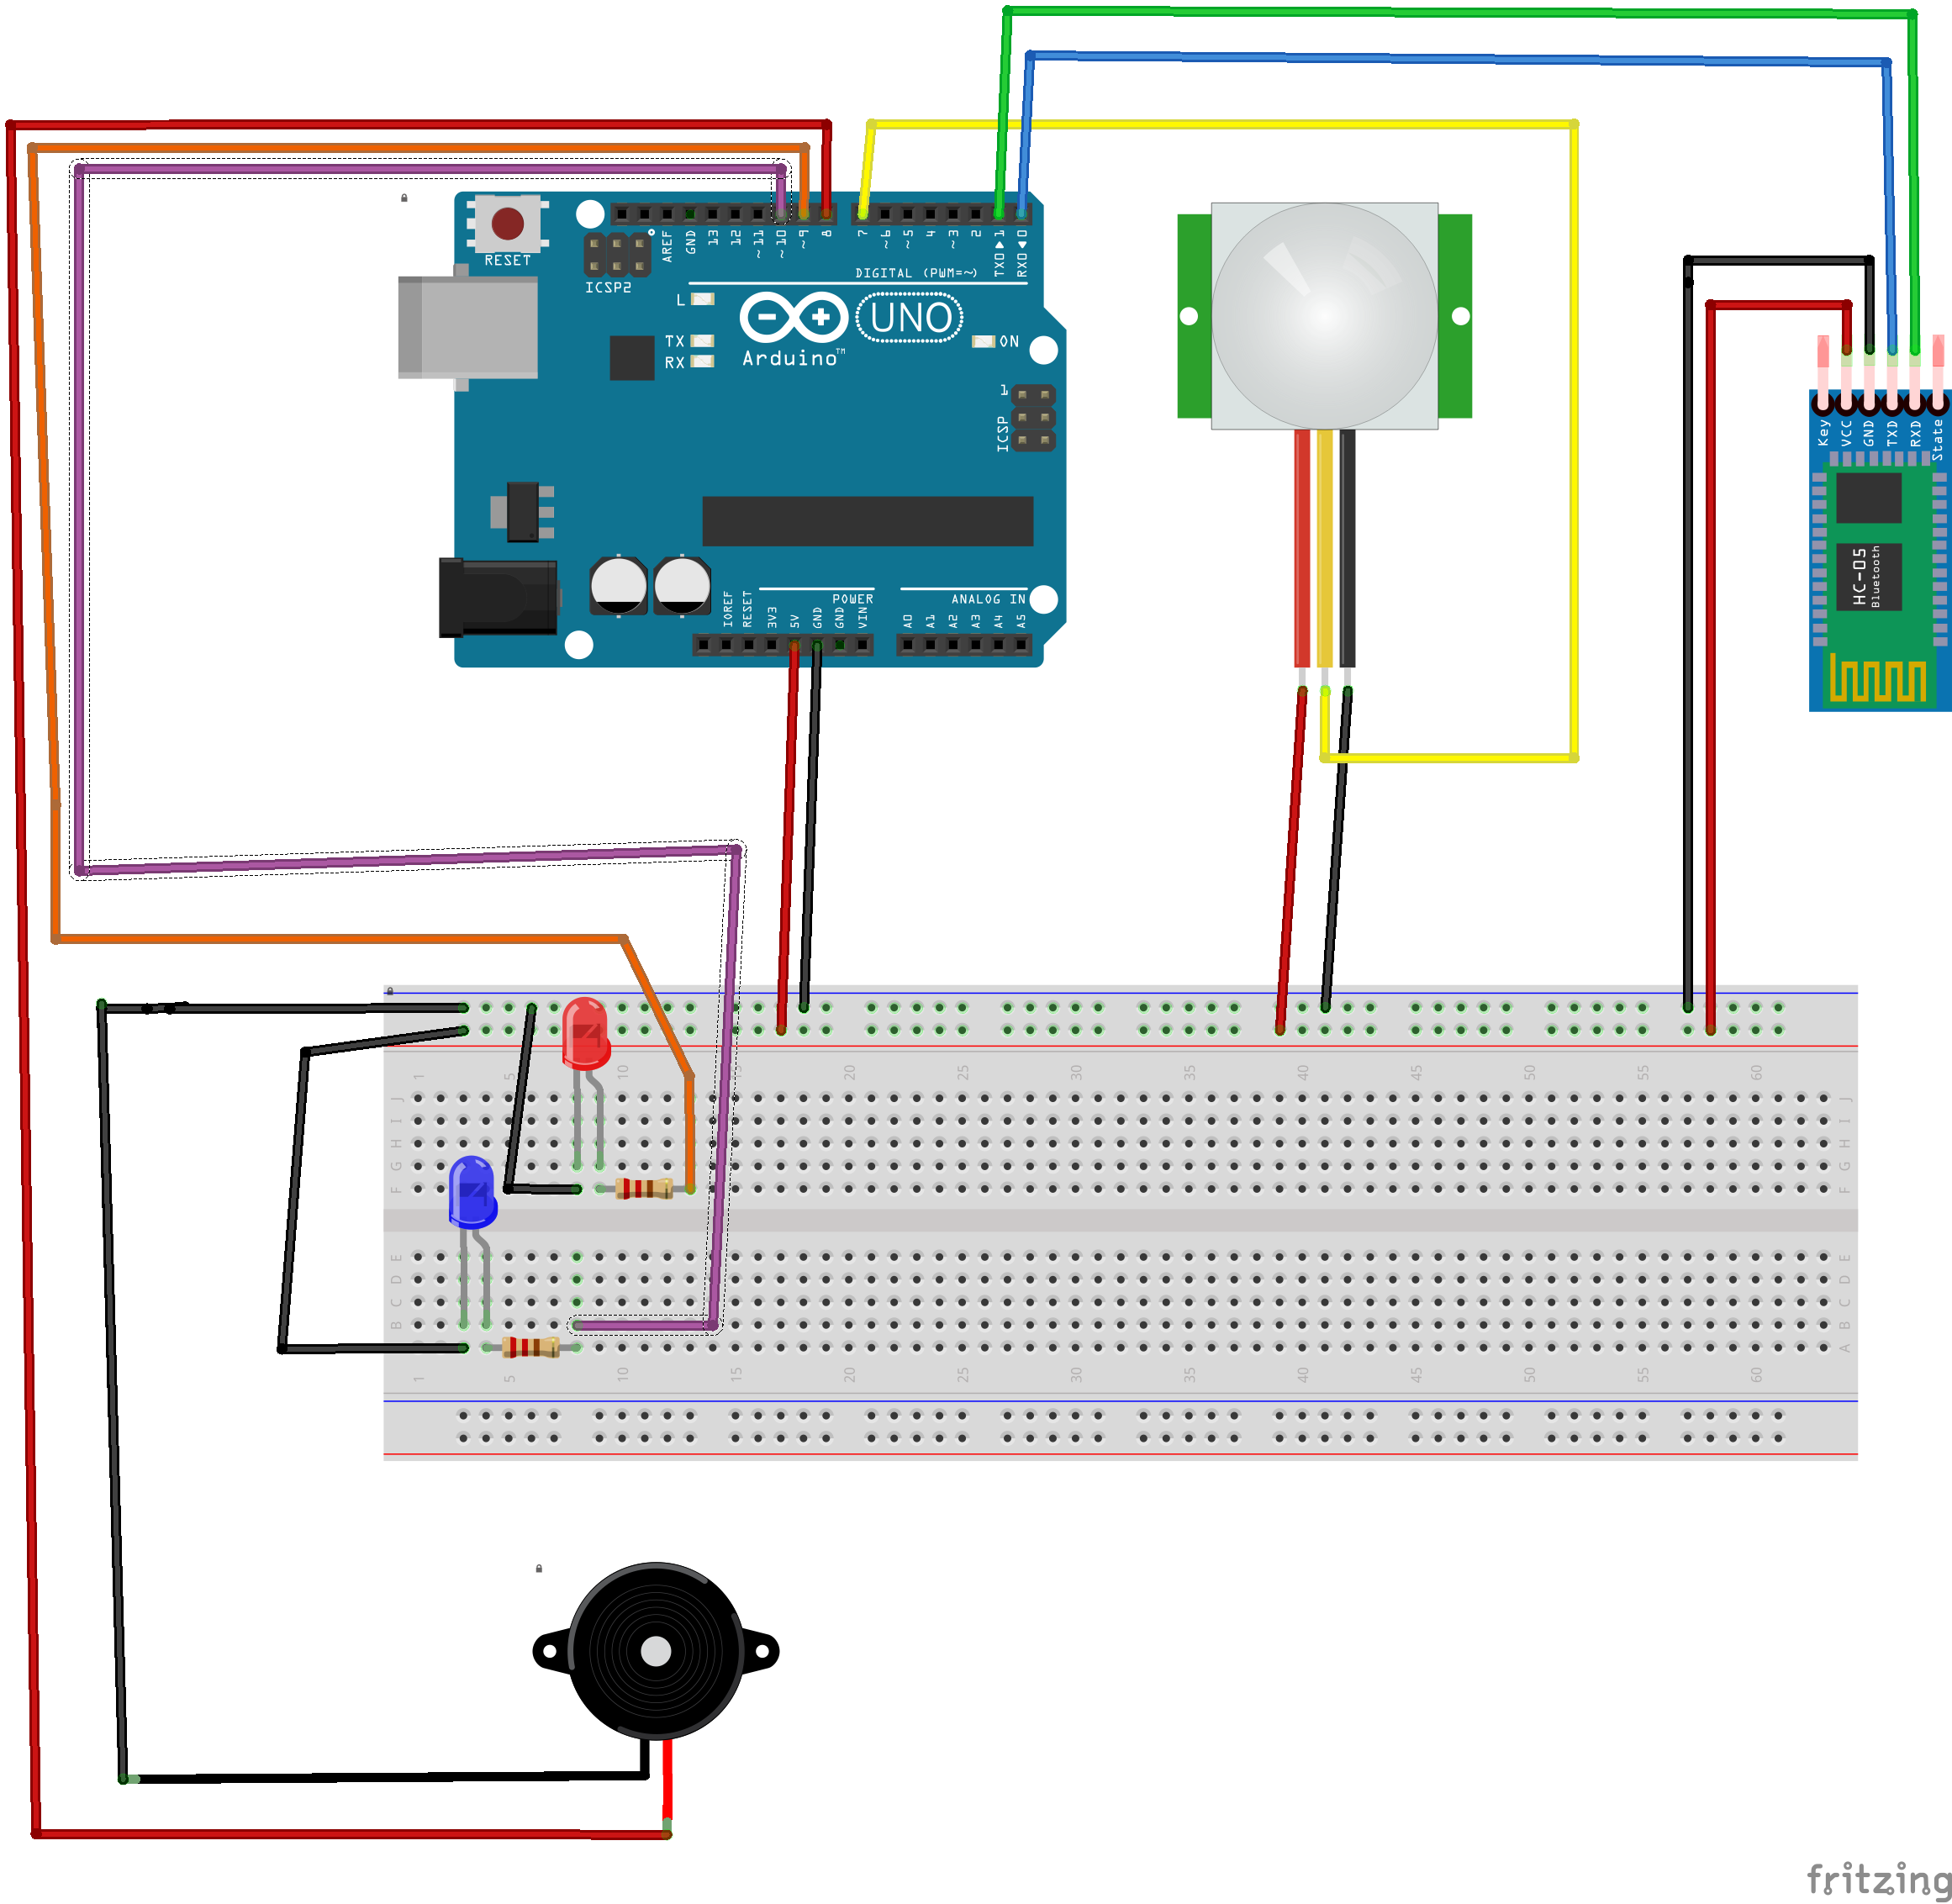 RESET
ICSP2
AREF
GND
13
12
~11
~10
~9
8
7
~6
~5
4
~3
2
TX0 ▶ 1
RX0 ◀ 0
DIGITAL (PWM=~)
L
TX
RX
Arduino™
UNO
ON
1
ICSP
IOREF
RESET
3V3
5V
GND
GND
VIN
POWER
A0
A1
A2
A3
A4
A5
ANALOG IN
Key
VCC
GND
TXD
RXD
State
HC-05
Bluetooth
1 5 10 15 20 25 30 35 40 45 50 55 60
J J
I I
H H
G G
F F
E E
D D
C C
B B
A A
1 5 10 15 20 25 30 35 40 45 50 55 60
fritzing